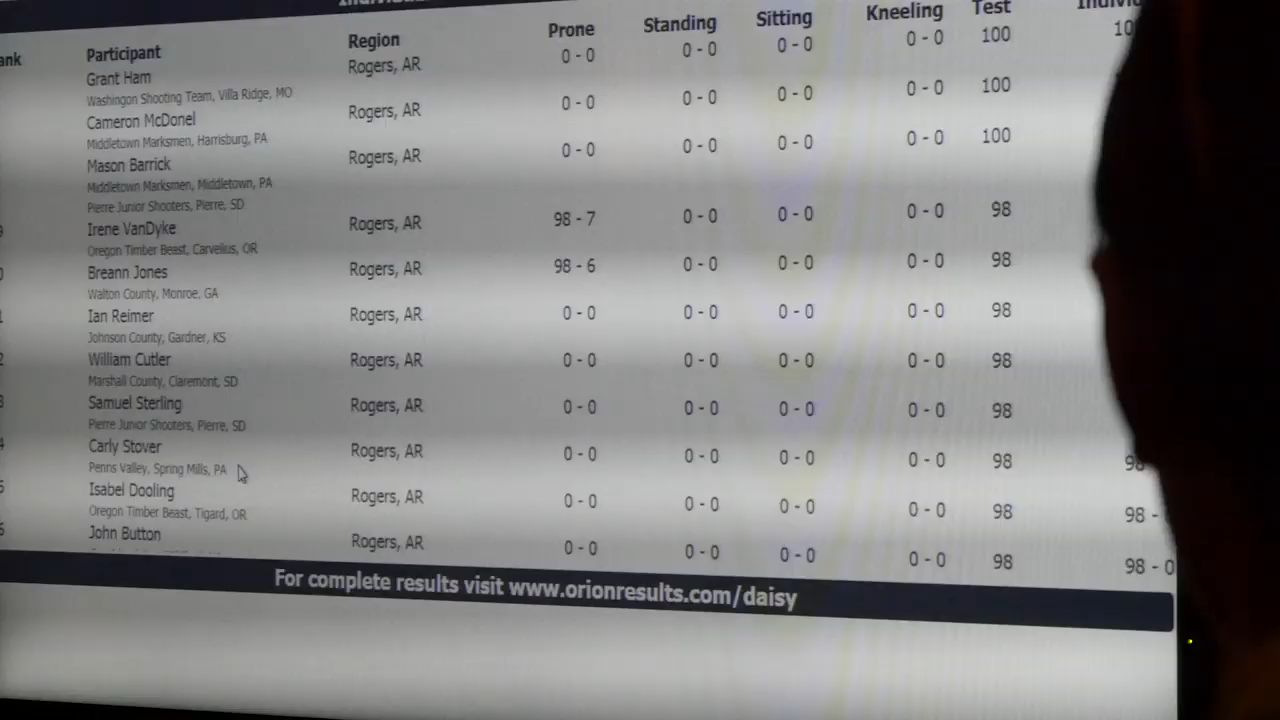 Participant Region Prone Standing Sitting Kneeling Test
Grant Ham Rogers, AR 0 - 0 0 - 0 0 - 0 0 - 0 100
Washingon Shooting Team, Villa Ridge, MO
Cameron McDonel Rogers, AR 0 - 0 0 - 0 0 - 0 0 - 0 100
Middletown Marksmen, Harrisburg, PA
Mason Barrick Rogers, AR 0 - 0 0 - 0 0 - 0 0 - 0 100
Middletown Marksmen, Middletown, PA
Pierre Junior Shooters, Pierre, SD
Irene VanDyke Rogers, AR 98 - 7 0 - 0 0 - 0 0 - 0 98
Oregon Timber Beast, Carvelius, OR
Breann Jones Rogers, AR 98 - 6 0 - 0 0 - 0 0 - 0 98
Walton County, Monroe, GA
Ian Reimer Rogers, AR 0 - 0 0 - 0 0 - 0 0 - 0 98
Johnson County, Gardner, KS
William Cutler Rogers, AR 0 - 0 0 - 0 0 - 0 0 - 0 98
Marshall County, Claremont, SD
Samuel Sterling Rogers, AR 0 - 0 0 - 0 0 - 0 0 - 0 98
Pierre Junior Shooters, Pierre, SD
Carly Stover Rogers, AR 0 - 0 0 - 0 0 - 0 0 - 0 98 98
Penns Valley, Spring Mills, PA
Isabel Dooling Rogers, AR 0 - 0 0 - 0 0 - 0 0 - 0 98 98 -
Oregon Timber Beast, Tigard, OR
John Button Rogers, AR 0 - 0 0 - 0 0 - 0 0 - 0 98 98 - 0
For complete results visit www.orionresults.com/daisy